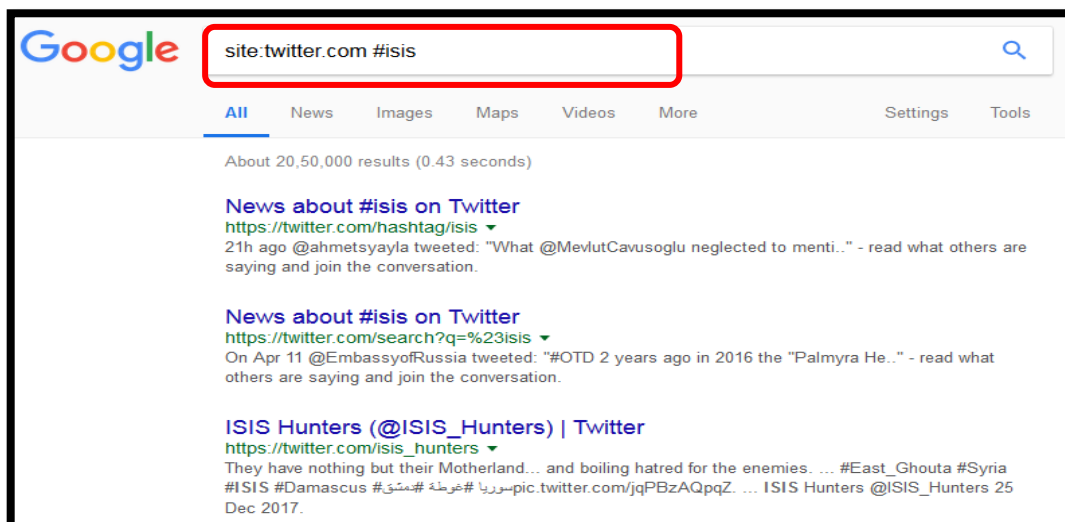 Google
site:twitter.com #isis
All News Images Maps Videos More Settings Tools
About 20,50,000 results (0.43 seconds)
News about #isis on Twitter
https://twitter.com/hashtag/isis
21h ago @ahmetsyayla tweeted: "What @MevlutCavusoglu neglected to menti.." - read what others are
saying and join the conversation.
News about #isis on Twitter
https://twitter.com/search?q=%23isis
On Apr 11 @EmbassyofRussia tweeted: "#OTD 2 years ago in 2016 the "Palmyra He.." - read what
others are saying and join the conversation.
ISIS Hunters (@ISIS_Hunters) | Twitter
https://twitter.com/isis_hunters
They have nothing but their Motherland... and boiling hatred for the enemies. ... #East_Ghouta #Syria
#ISIS #Damascus #سوريا #غوطة #دمشقpic.twitter.com/jqPBzAQpqZ. ... ISIS Hunters @ISIS_Hunters 25
Dec 2017.